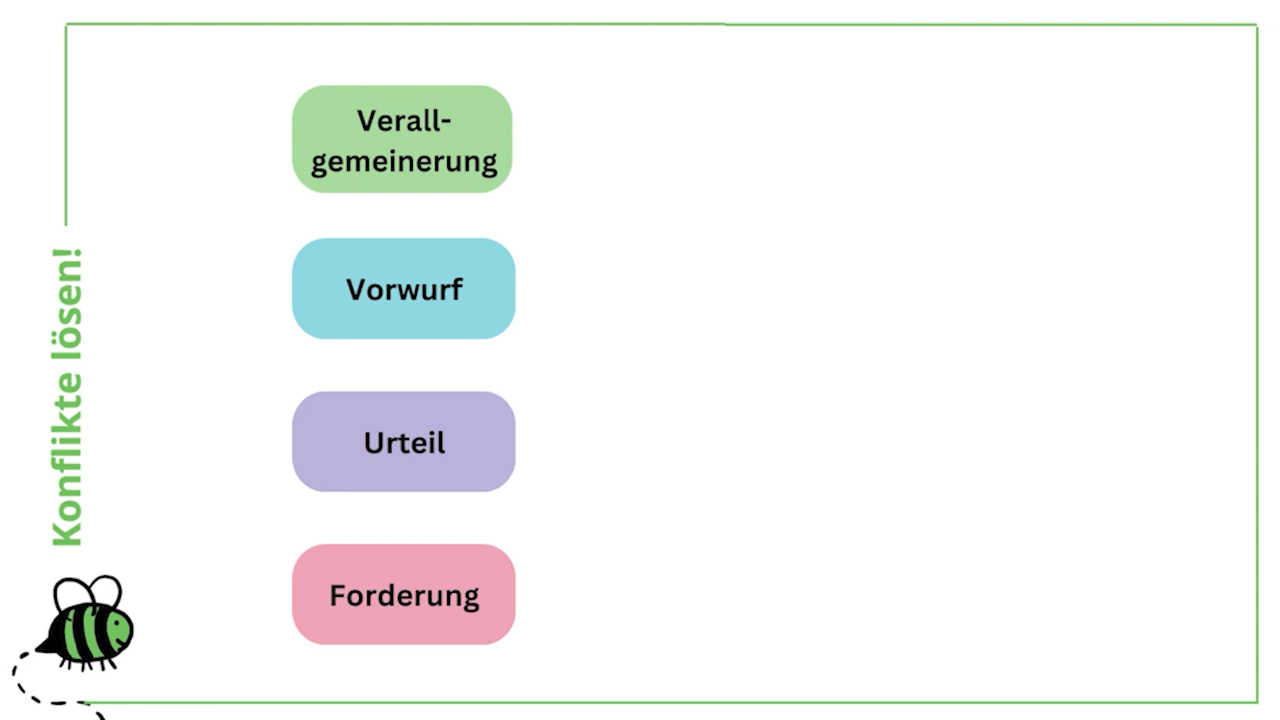 Konflikte lösen!
Verall-
gemeinerung
Vorwurf
Urteil
Forderung